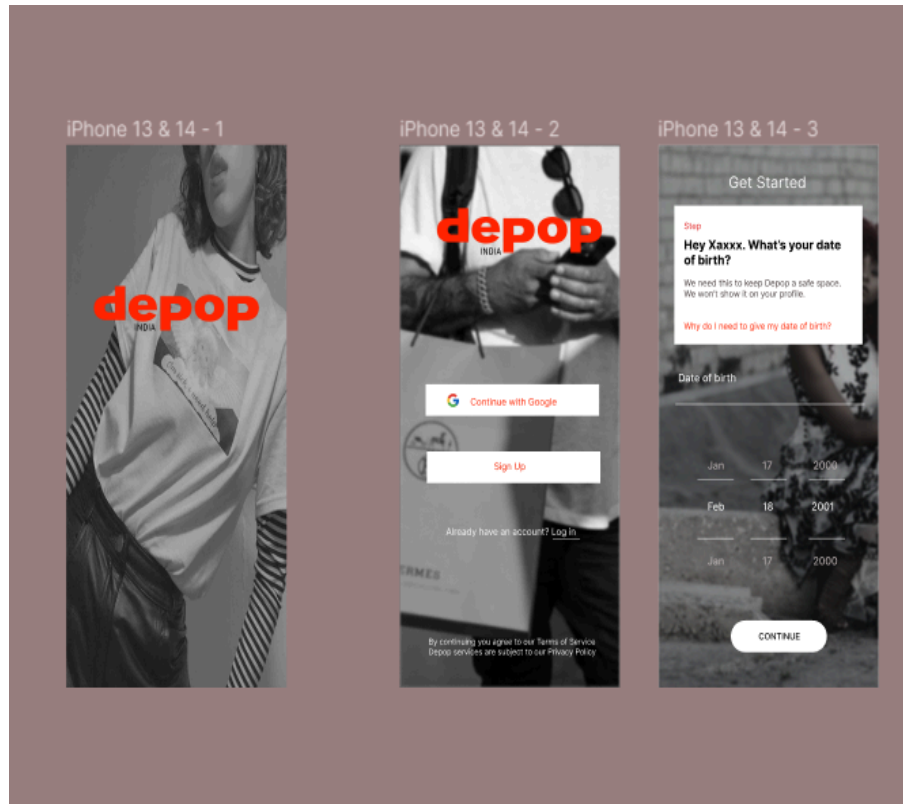 iPhone 13 & 14 - 1
depop
INDIA
iPhone 13 & 14 - 2
depop
INDIA
Continue with Google
Sign Up
Already have an account? Log in
HERMES
By continuing you agree to our Terms of Service
Depop services are subject to our Privacy Policy
iPhone 13 & 14 - 3
Get Started
Step
Hey Xaxxx. What's your date
of birth?
We need this to keep Depop a safe space.
We won't show it on your profile.
Why do I need to give my date of birth?
Date of birth
Jan 17 2000
Feb 18 2001
Jan 17 2000
CONTINUE